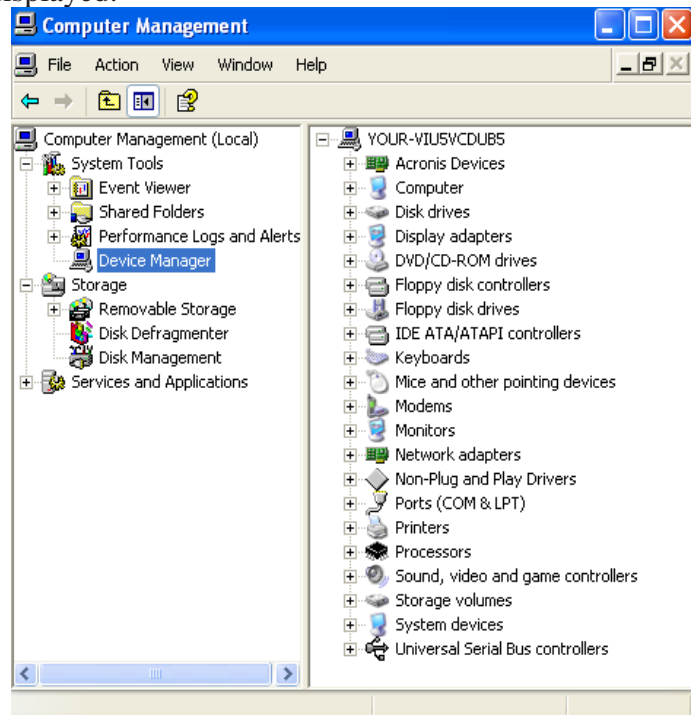 Computer Management
File Action View Window Help
Computer Management (Local)
System Tools
Event Viewer
Shared Folders
Performance Logs and Alerts
Device Manager
Storage
Removable Storage
Disk Defragmenter
Disk Management
Services and Applications
YOUR-VIU5VCDUB5
Acronis Devices
Computer
Disk drives
Display adapters
DVD/CD-ROM drives
Floppy disk controllers
Floppy disk drives
IDE ATA/ATAPI controllers
Keyboards
Mice and other pointing devices
Modems
Monitors
Network adapters
Non-Plug and Play Drivers
Ports (COM & LPT)
Printers
Processors
Sound, video and game controllers
Storage volumes
System devices
Universal Serial Bus controllers